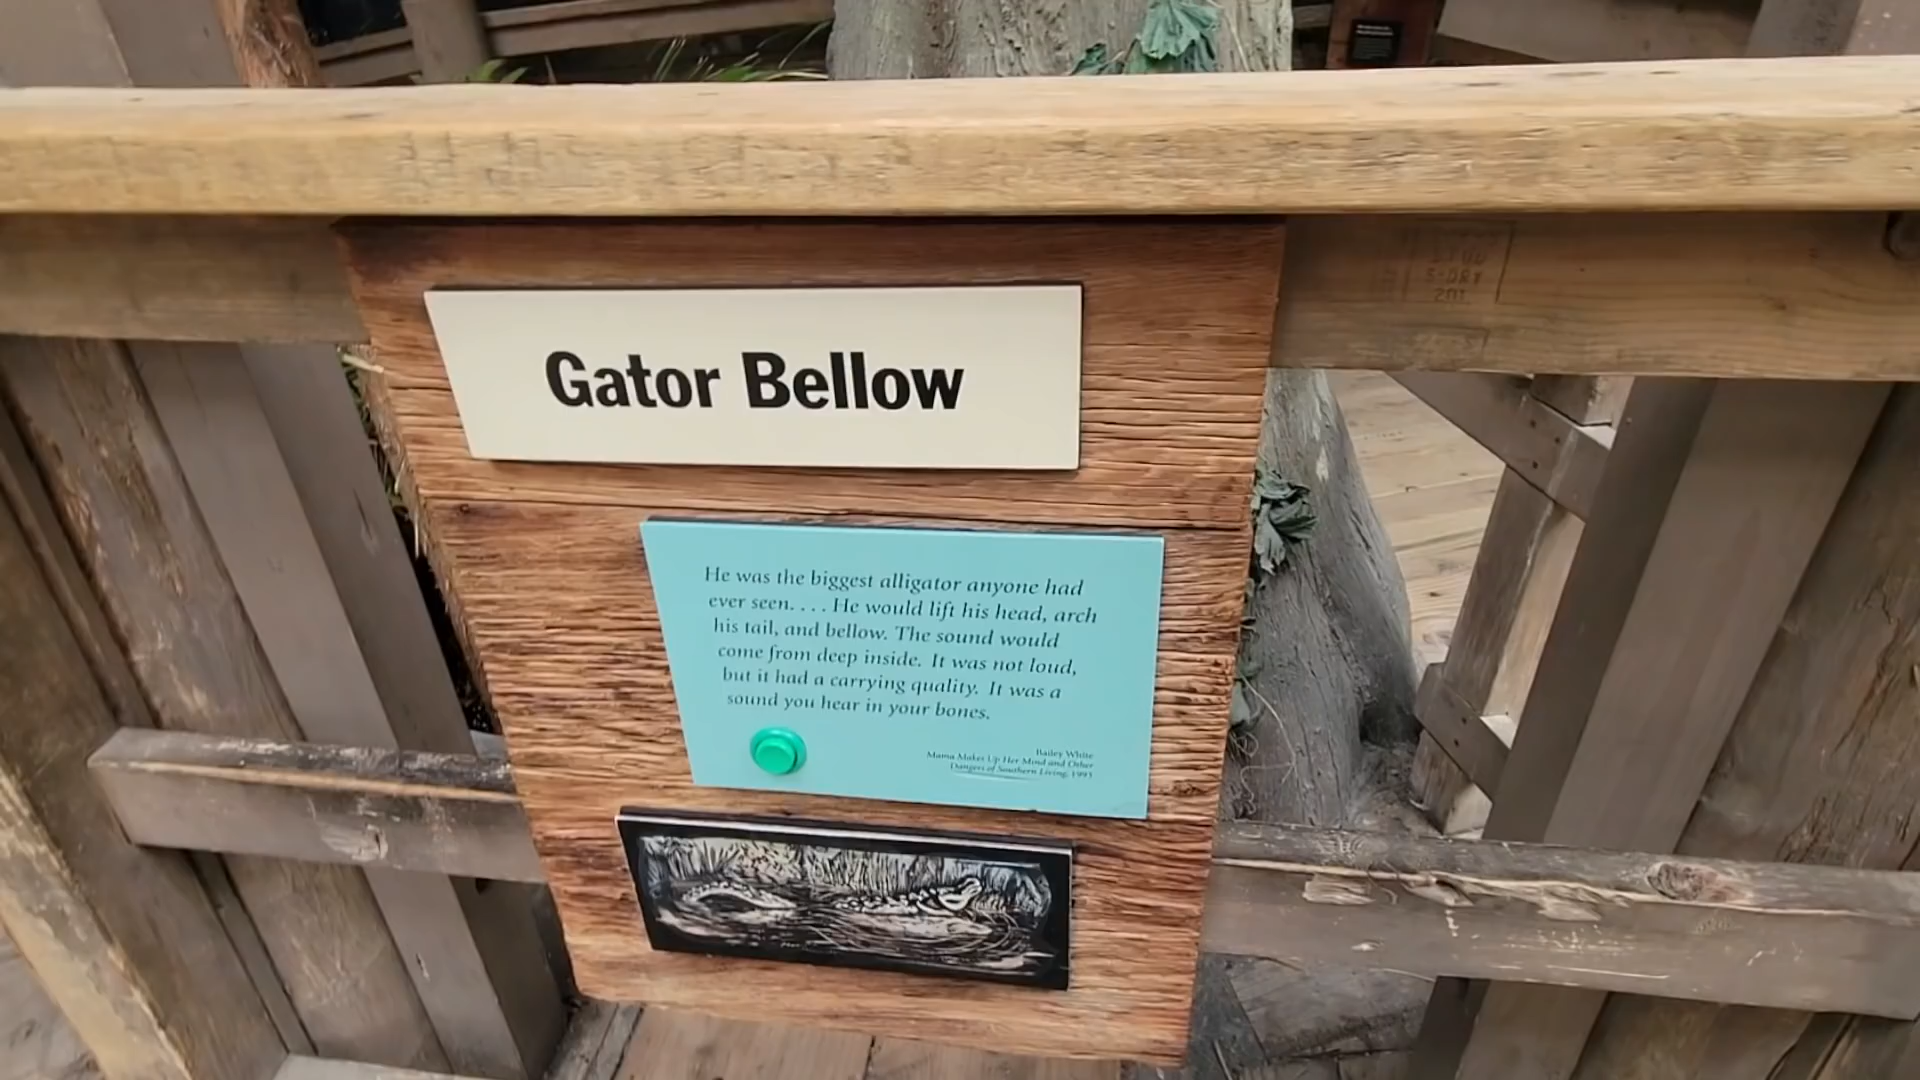 Gator Bellow
He was the biggest alligator anyone had
ever seen. . . . He would lift his head, arch
his tail, and bellow. The sound would
come from deep inside. It was not loud,
but it had a carrying quality. It was a
sound you hear in your bones.
Bailey White
Mama Makes Up Her Mind and Other
Dangers of Southern Living, 1993
S-DRY